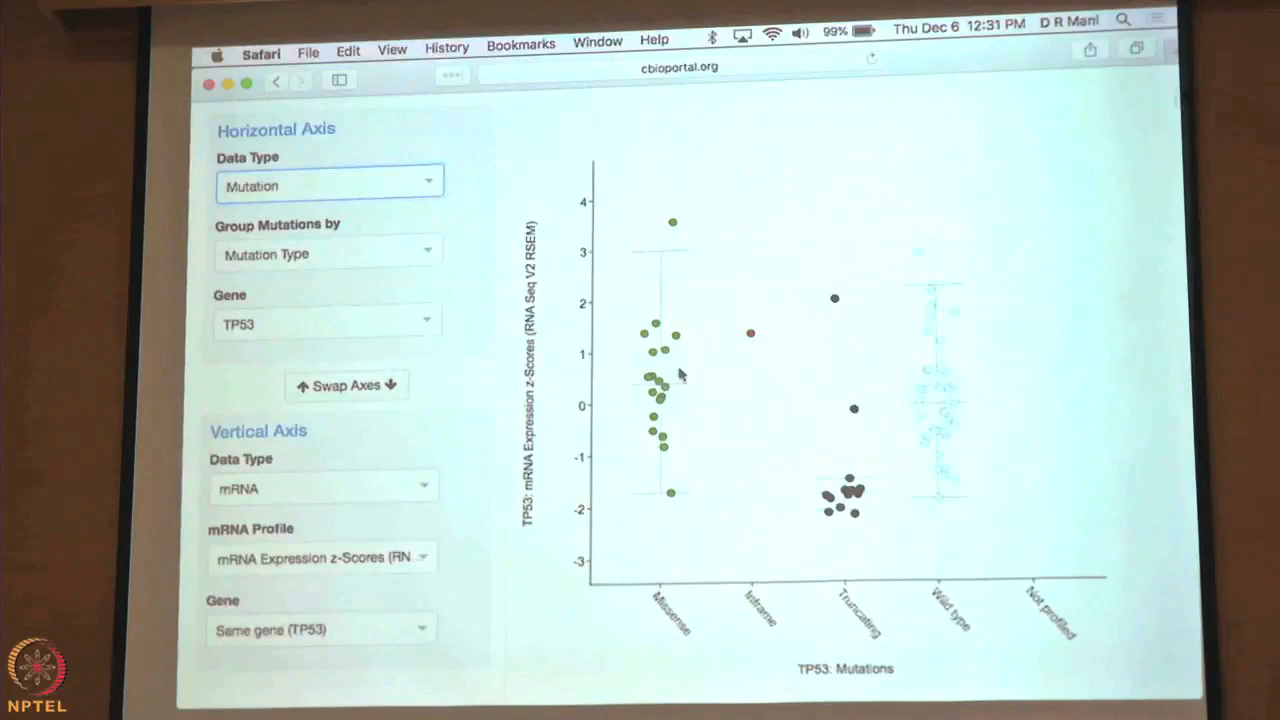 Safari File Edit View History Bookmarks Window Help 99% Thu Dec 6 12:31 PM D R Mani
cbioportal.org
Horizontal Axis
Data Type
Mutation
Group Mutations by
Mutation Type
Gene
TP53
Swap Axes
Vertical Axis
Data Type
mRNA
mRNA Profile
mRNA Expression z-Scores (RN...
Gene
Same gene (TP53)
TP53: mRNA Expression z-Scores (RNA Seq V2 RSEM)
4
3
2
1
0
-1
-2
-3
Missense
Inframe
Truncating
Wild type
Not profiled
TP53: Mutations
NPTEL